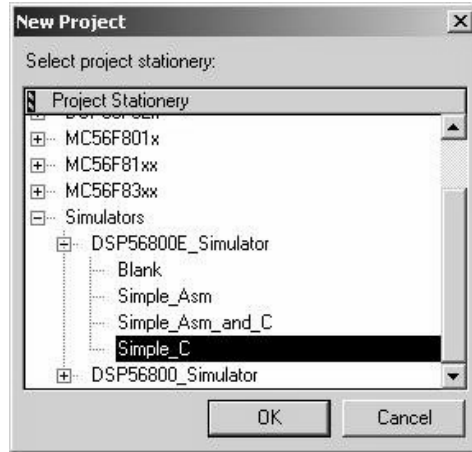 New Project
Select project stationery:
Project Stationery
MC56F801x
MC56F81xx
MC56F83xx
Simulators
DSP56800E_Simulator
Blank
Simple_Asm
Simple_Asm_and_C
Simple_C
DSP56800_Simulator
OK Cancel